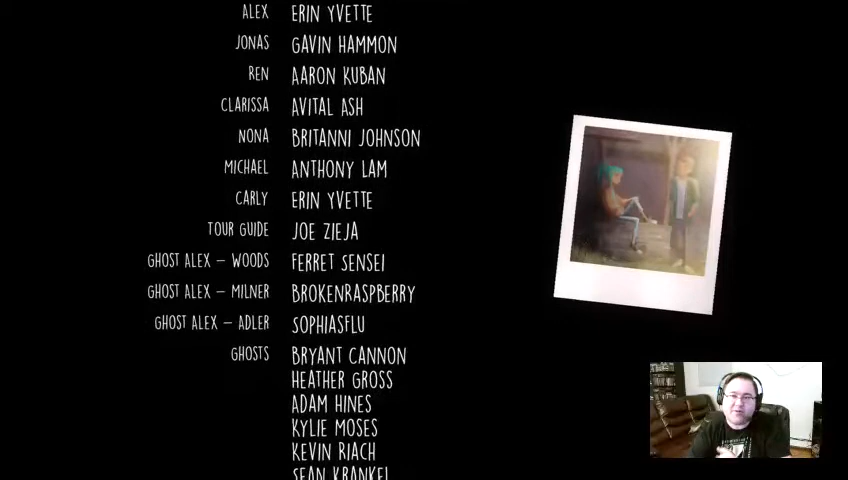 ALEX ERIN YVETTE
JONAS GAVIN HAMMON
REN AARON KUBAN
CLARISSA AVITAL ASH
NONA BRITANNI JOHNSON
MICHAEL ANTHONY LAM
CARLY ERIN YVETTE
TOUR GUIDE JOE ZIEJA
GHOST ALEX – WOODS FERRET SENSEI
GHOST ALEX – MILNER BROKENRASPBERRY
GHOST ALEX – ADLER SOPHIASFLU
GHOSTS BRYANT CANNON
HEATHER GROSS
ADAM HINES
KYLIE MOSES
KEVIN RIACH
SEAN KRANKEL